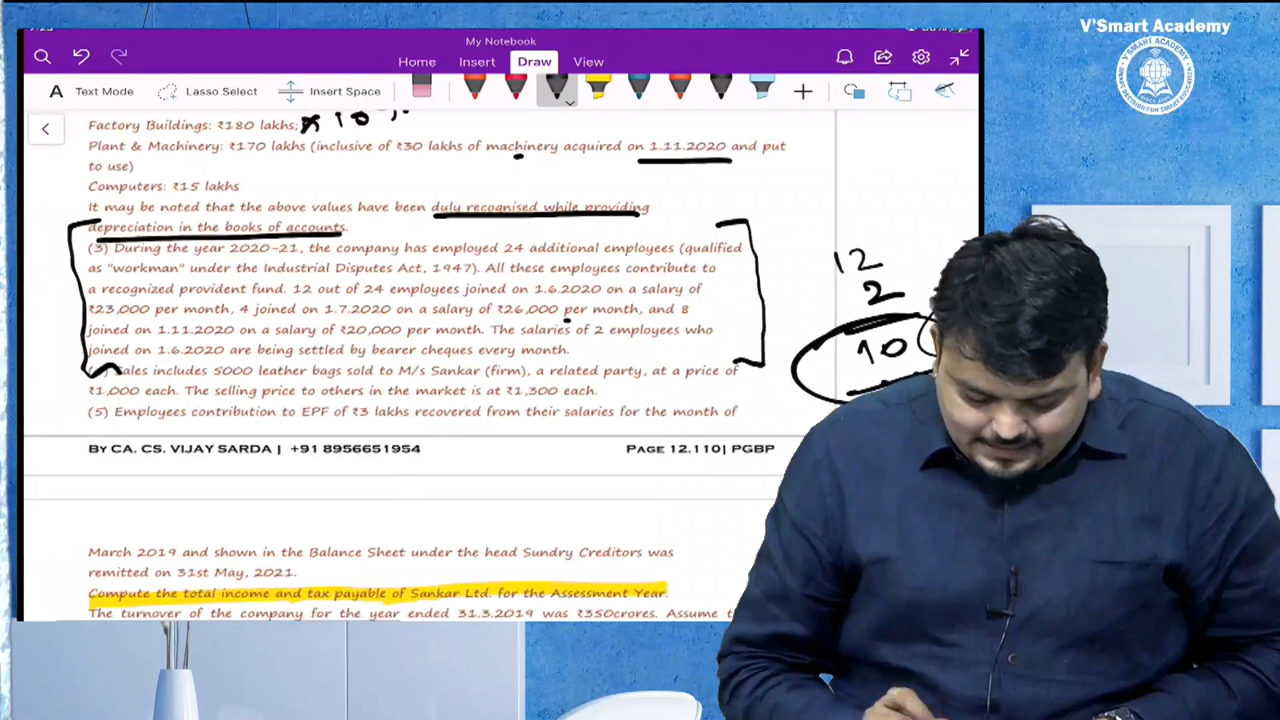 V'Smart Academy
My Notebook
Home Insert Draw View
Text Mode Lasso Select Insert Space
Factory Buildings: ₹180 lakhs; x 10%
Plant & Machinery: ₹170 lakhs (inclusive of ₹30 lakhs of machinery acquired on 1.11.2020 and put
to use)
Computers: ₹15 lakhs
It may be noted that the above values have been duly recognised while providing
depreciation in the books of accounts.
(3) During the year 2020-21, the company has employed 24 additional employees (qualified
as "workman" under the Industrial Disputes Act, 1947). All these employees contribute to
a recognized provident fund. 12 out of 24 employees joined on 1.6.2020 on a salary of
₹23,000 per month, 4 joined on 1.7.2020 on a salary of ₹26,000 per month, and 8
joined on 1.11.2020 on a salary of ₹20,000 per month. The salaries of 2 employees who
joined on 1.6.2020 are being settled by bearer cheques every month.
ales includes 5000 leather bags sold to M/s Sankar (firm), a related party, at a price of
₹1,000 each. The selling price to others in the market is at ₹1,300 each.
(5) Employees contribution to EPF of ₹3 lakhs recovered from their salaries for the month of
12
2
10
BY CA. CS. VIJAY SARDA | +91 8956651954 PAGE 12.110| PGBP
March 2019 and shown in the Balance Sheet under the head Sundry Creditors was
remitted on 31st May, 2021.
Compute the total income and tax payable of Sankar Ltd. for the Assessment Year.
The turnover of the company for the year ended 31.3.2019 was ₹350crores. Assume